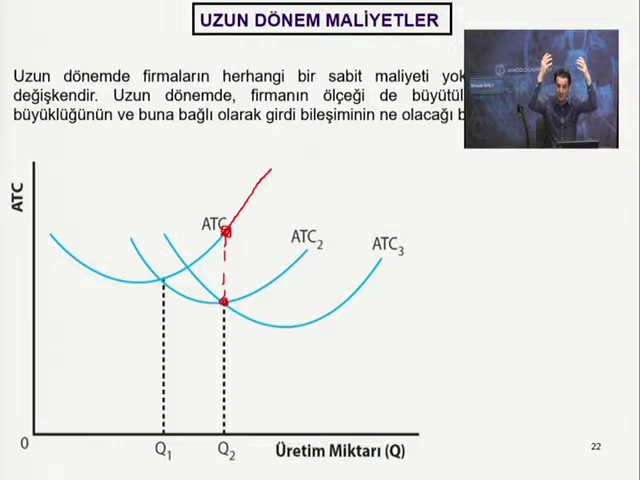 UZUN DÖNEM MALİYETLER
Uzun dönemde firmaların herhangi bir sabit maliyeti yok
değişkendir. Uzun dönemde, firmanın ölçeği de büyütül
büyüklüğünün ve buna bağlı olarak girdi bileşiminin ne olacağı b
ATC
ATC
ATC2
ATC3
0
Q1
Q2
Üretim Miktarı (Q)
22